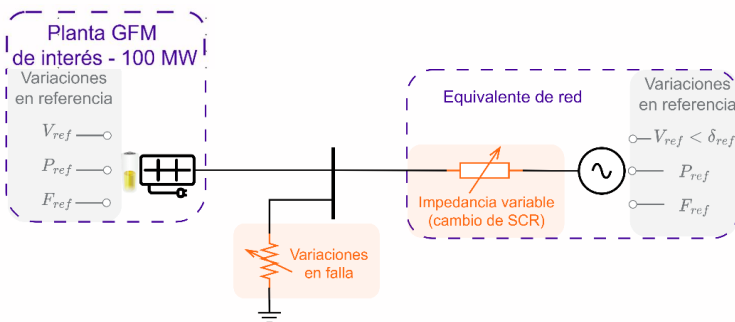 Planta GFM
de interés - 100 MW
Variaciones
en referencia
V_ref
P_ref
F_ref
Variaciones
en falla
Equivalente de red
Impedancia variable
(cambio de SCR)
Variaciones
en referencia
V_ref < δ_ref
P_ref
F_ref